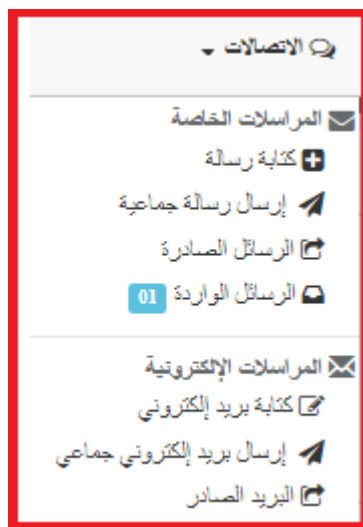 الاتصالات
المراسلات الخاصة
كتابة رسالة
إرسال رسالة جماعية
الرسائل الصادرة
الرسائل الواردة 01
المراسلات الإلكترونية
كتابة بريد إلكتروني
إرسال بريد إلكتروني جماعي
البريد الصادر